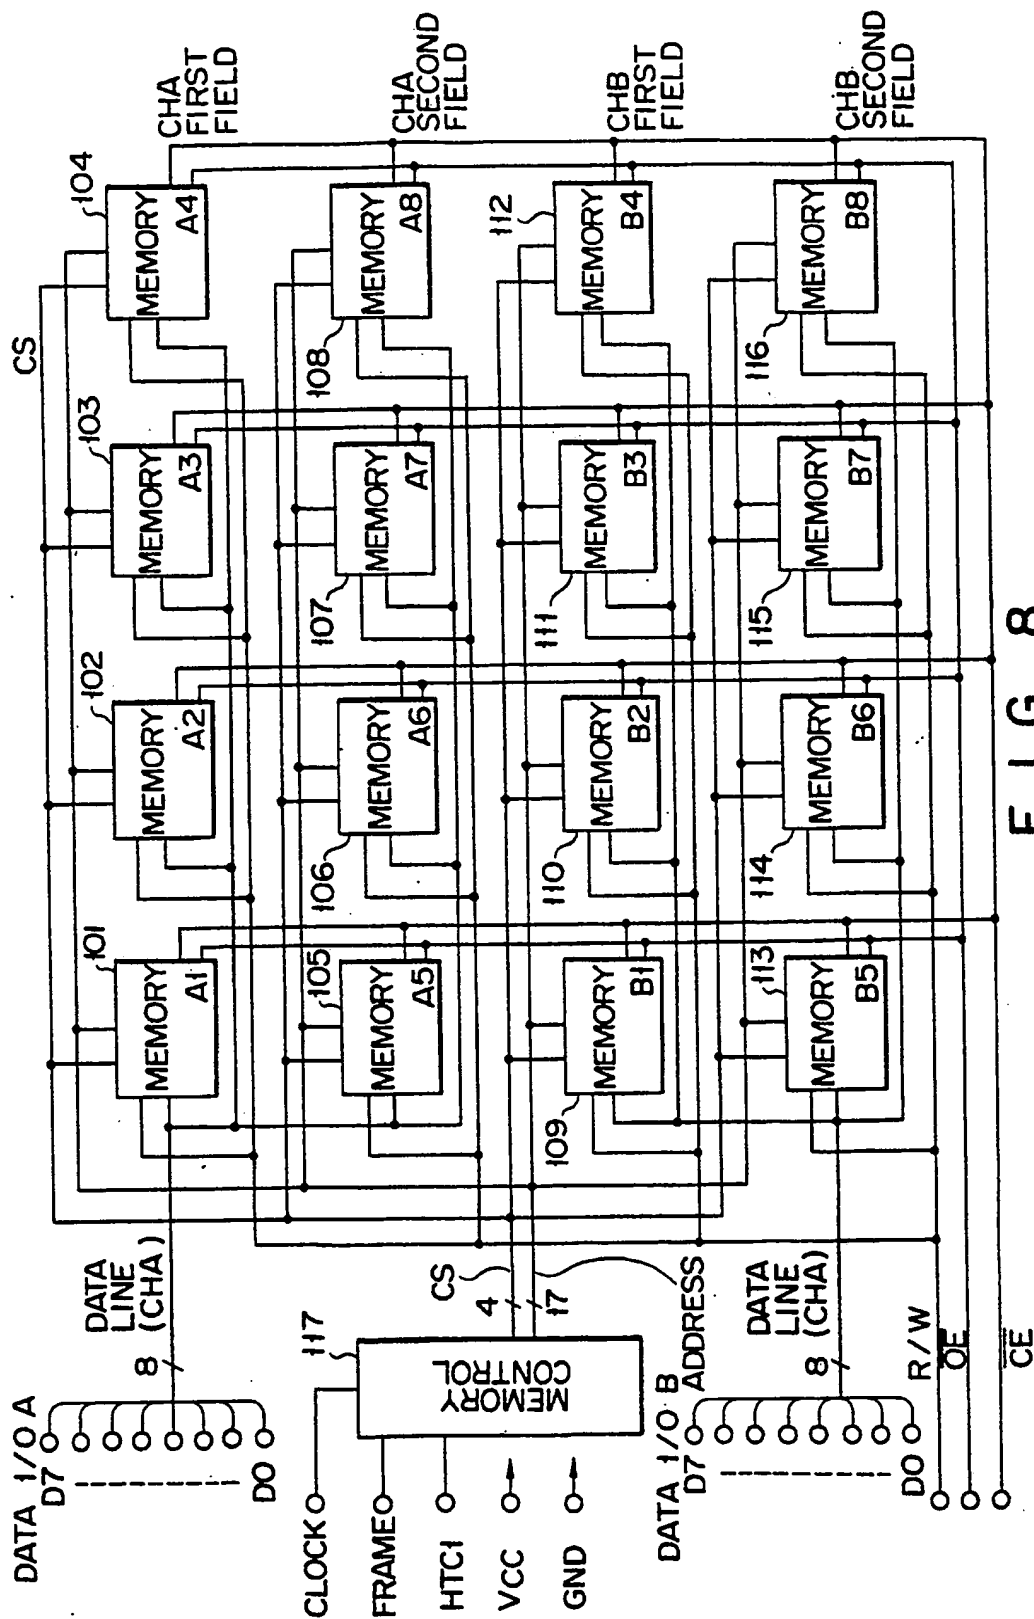 DATA I/O A
D7
D0
8
DATA
LINE
(CHA)
CLOCK
FRAME
HTCI
VCC
GND
117
MEMORY
CONTROL
CS
4
17
ADDRESS
DATA I/O B
D7
D0
8
DATA
LINE
(CHA)
R/W
OE
CE
CS
101
MEMORY
A1
102
MEMORY
A2
103
MEMORY
A3
104
MEMORY
A4
CHA
FIRST
FIELD
105
MEMORY
A5
106
MEMORY
A6
107
MEMORY
A7
108
MEMORY
A8
CHA
SECOND
FIELD
109
MEMORY
B1
110
MEMORY
B2
111
MEMORY
B3
112
MEMORY
B4
CHB
FIRST
FIELD
113
MEMORY
B5
114
MEMORY
B6
115
MEMORY
B7
116
MEMORY
B8
CHB
SECOND
FIELD
FIG 8